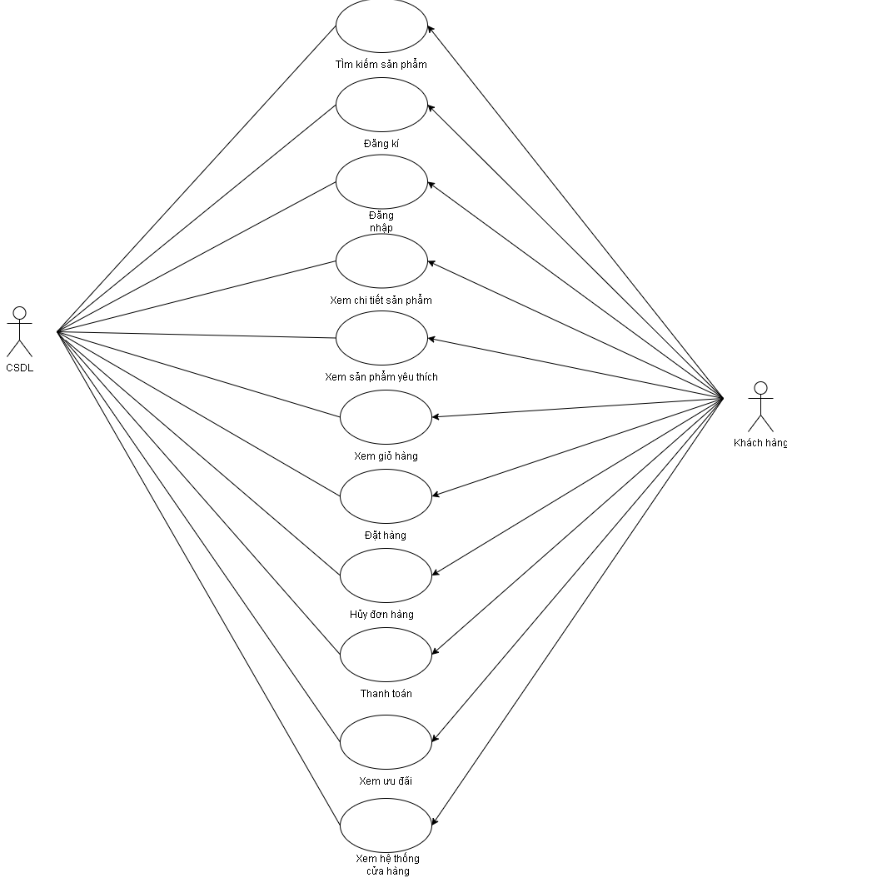 Tìm kiếm sản phẩm
Đăng kí
Đăng
nhập
Xem chi tiết sản phẩm
CSDL
Xem sản phẩm yêu thích
Khách hàng
Xem giỏ hàng
Đặt hàng
Hủy đơn hàng
Thanh toán
Xem ưu đãi
Xem hệ thống
cửa hàng